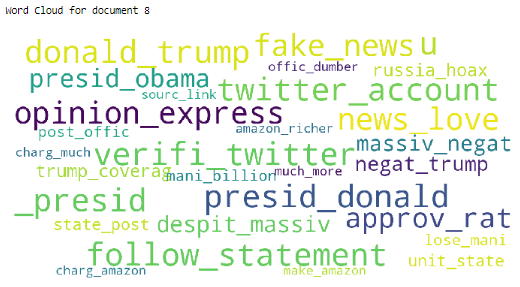 Word Cloud for document 8
donald_trump
fake_news
u
offic_dumber
russia_hoax
presid_obama
sourc_link
twitter_account
opinion_express
news_love
post_offic
amazon_richer
massiv_negat
charg_much
verifi_twitter
negat_trump
trump_coverag
mani_billion
much_more
_presid
presid_donald
approv_rat
state_post
despit_massiv
lose_mani
follow_statement
unit_state
charg_amazon
make_amazon